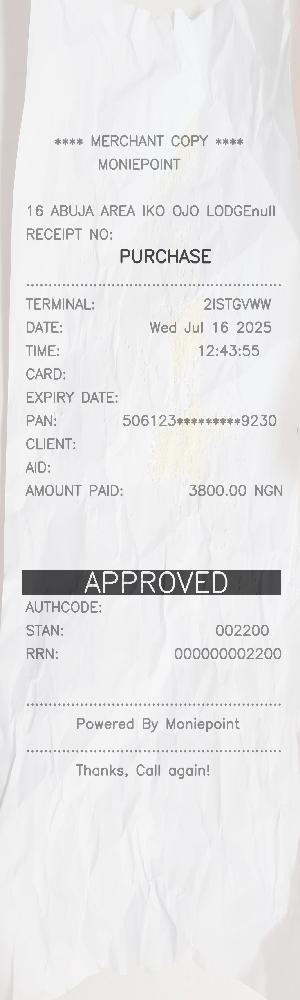 **** MERCHANT COPY ****
MONIEPOINT
16 ABUJA AREA IKO OJO LODGEnull
RECEIPT NO:
PURCHASE
TERMINAL: 2ISTGVWW
DATE: Wed Jul 16 2025
TIME: 12:43:55
CARD:
EXPIRY DATE:
PAN: 506123*********9230
CLIENT:
AID:
AMOUNT PAID: 3800.00 NGN
APPROVED
AUTHCODE:
STAN: 002200
RRN: 000000002200
Powered By Moniepoint
Thanks, Call again!